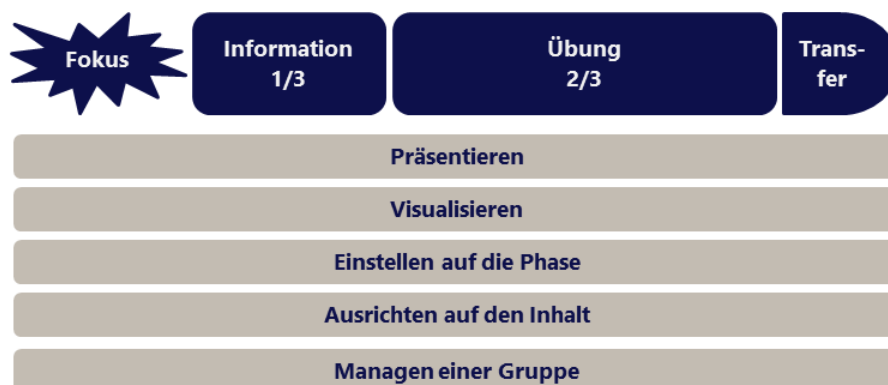 Fokus
Information
1/3
Übung
2/3
Trans-
fer
Präsentieren
Visualisieren
Einstellen auf die Phase
Ausrichten auf den Inhalt
Managen einer Gruppe